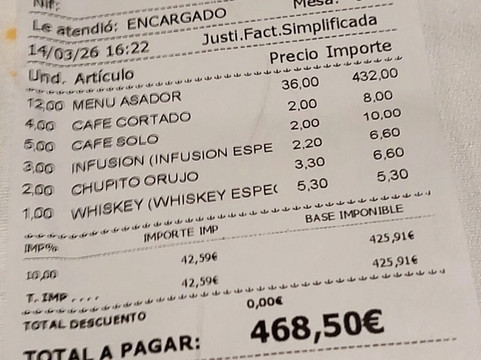 Nif:
Le atendió: ENCARGADO Mesa:
14/03/26 16:22 Justi.Fact.Simplificada
Und. Artículo Precio Importe
12,00 MENU ASADOR 36,00 432,00
4,00 CAFE CORTADO 2,00 8,00
5,00 CAFE SOLO 2,00 10,00
3,00 INFUSION (INFUSION ESPE 2,20 6,60
2,00 CHUPITO ORUJO 3,30 6,60
1,00 WHISKEY (WHISKEY ESPEC 5,30 5,30
IMP% IMPORTE IMP BASE IMPONIBLE
10,00 42,59€ 425,91€
T. IMP .... 42,59€ 425,91€
TOTAL DESCUENTO 0,00€
TOTAL A PAGAR: 468,50€